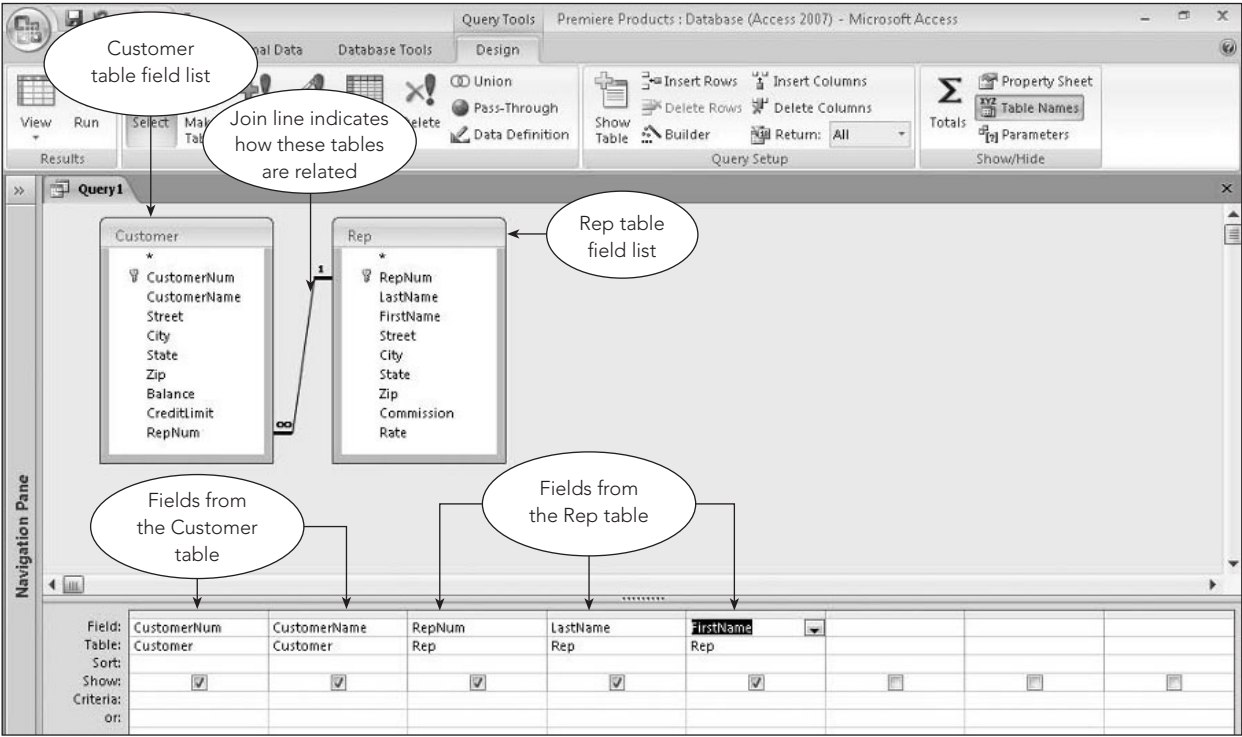 Query Tools Premiere Products : Database (Access 2007) - Microsoft Access
Customer
table field list
nal Data Database Tools Design
View
Run
Select
Mak
Tab
elete
Union
Pass-Through
Data Definition
Results
Join line indicates
how these tables
are related
Show
Table
Insert Rows
Delete Rows
Builder
Insert Columns
Delete Columns
Return: All
Query Setup
Σ
Totals
Property Sheet
XYZ Table Names
[?] Parameters
Show/Hide
» Query1 ×
Customer
*
CustomerNum
CustomerName
Street
City
State
Zip
Balance
CreditLimit
RepNum
1
∞
Rep
*
RepNum
LastName
FirstName
Street
City
State
Zip
Commission
Rate
Rep table
field list
Navigation Pane
Fields from
the Customer
table
Fields from
the Rep table
Field: CustomerNum CustomerName RepNum LastName FirstName
Table: Customer Customer Rep Rep Rep
Sort:
Show:
Criteria:
or: